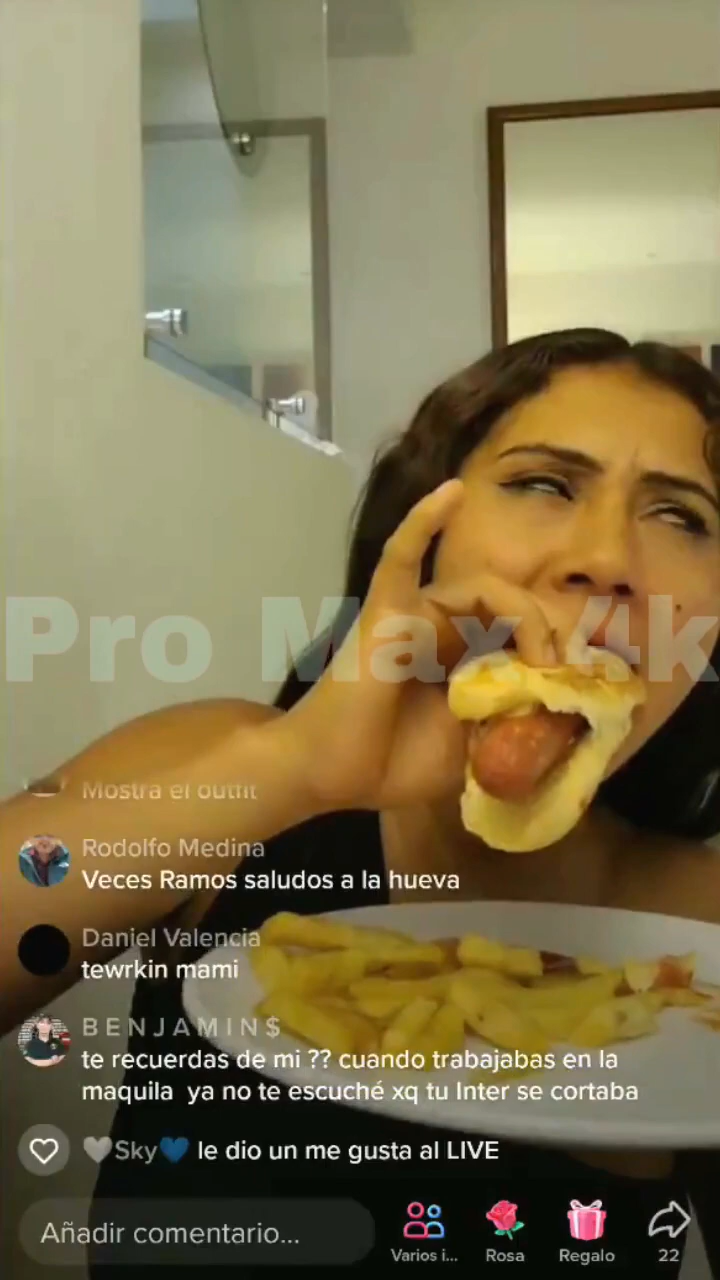 Pro Max 4k
Mostra el outfit
Rodolfo Medina
Veces Ramos saludos a la hueva
Daniel Valencia
tewrkin mami
BENJAMIN$
te recuerdas de mi ?? cuando trabajabas en la
maquila ya no te escuché xq tu Inter se cortaba
🤍Sky💙 le dio un me gusta al LIVE
Añadir comentario...
Varios i...
Rosa
Regalo
22